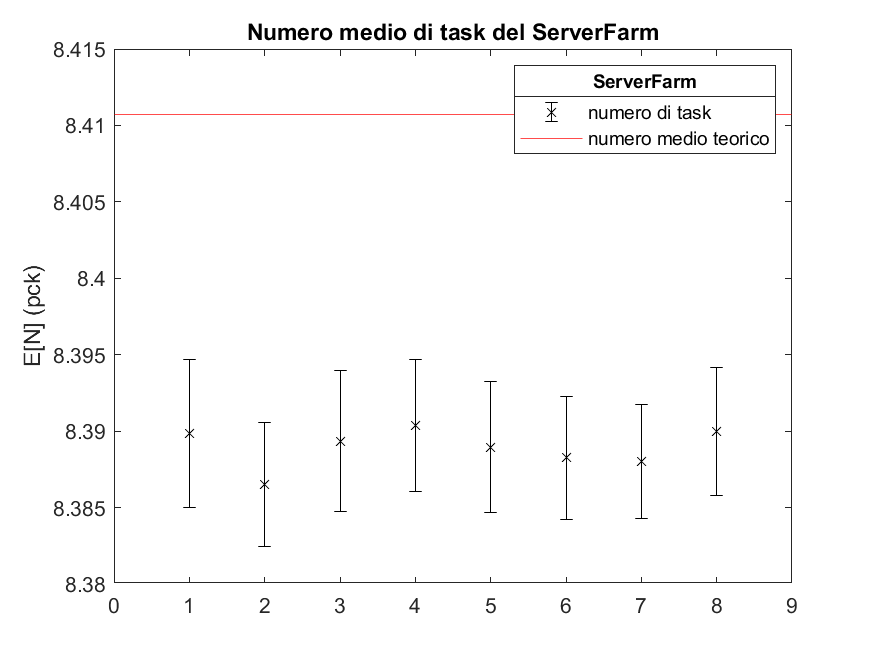 Numero medio di task del ServerFarm
8.415
8.41
8.405
8.4
8.395
8.39
8.385
8.38
E[N] (pck)
ServerFarm
numero di task
numero medio teorico
0 1 2 3 4 5 6 7 8 9